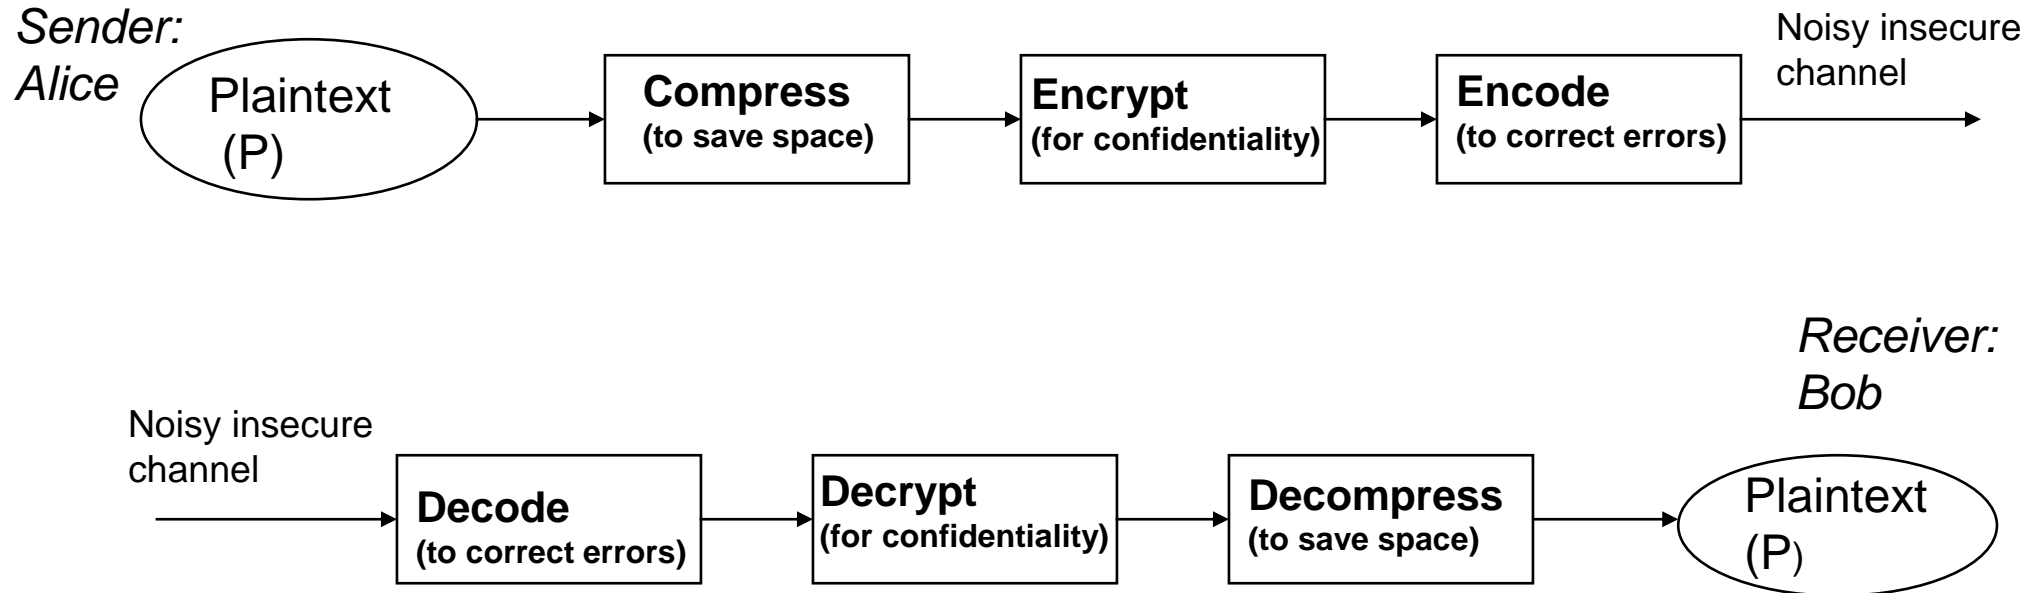 Sender:
Alice
Plaintext
(P)
Compress
(to save space)
Encrypt
(for confidentiality)
Encode
(to correct errors)
Noisy insecure
channel
Receiver:
Bob
Noisy insecure
channel
Decode
(to correct errors)
Decrypt
(for confidentiality)
Decompress
(to save space)
Plaintext
(P)